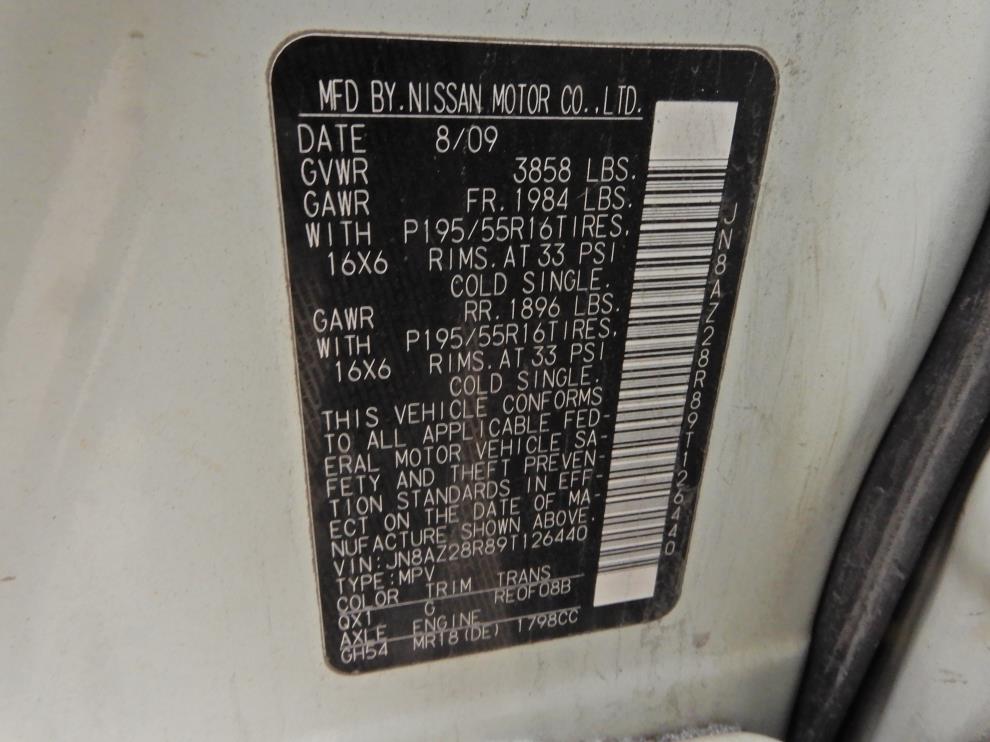 MFD BY.NISSAN MOTOR CO.,LTD.
DATE 8/09
GVWR 3858 LBS.
GAWR FR.1984 LBS.
WITH P195/55R16TIRES,
16X6 RIMS.AT 33 PSI
COLD SINGLE.
GAWR RR.1896 LBS.
WITH P195/55R16TIRES,
16X6 RIMS.AT 33 PSI
COLD SINGLE.
THIS VEHICLE CONFORMS
TO ALL APPLICABLE FED-
ERAL MOTOR VEHICLE SA-
FETY AND THEFT PREVEN-
TION STANDARDS IN EFF-
ECT ON THE DATE OF MA-
NUFACTURE SHOWN ABOVE.
VIN:JN8AZ28R89T126440
TYPE:MPV
COLOR TRIM TRANS
QX1 G RE0F08B
AXLE ENGINE
GH54 MR18(DE) 1798CC
JN8AZ28R89T126440